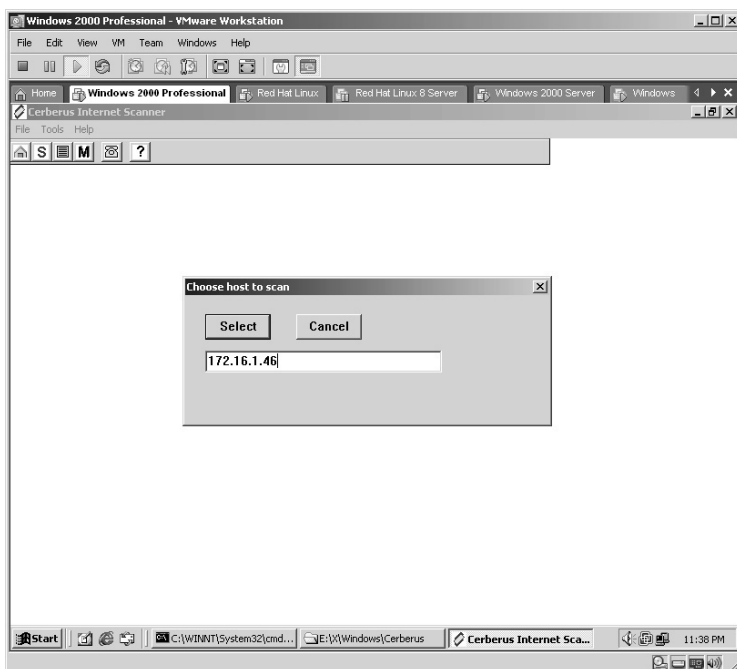 Windows 2000 Professional - VMware Workstation
File Edit View VM Team Windows Help
Home Windows 2000 Professional Red Hat Linux Red Hat Linux 8 Server Windows 2000 Server Windows
Cerberus Internet Scanner
File Tools Help
S M ?
Choose host to scan
Select Cancel
172.16.1.46
Start C:\WINNT\System32\cmd... E:\X\Windows\Cerberus Cerberus Internet Sca... 11:38 PM